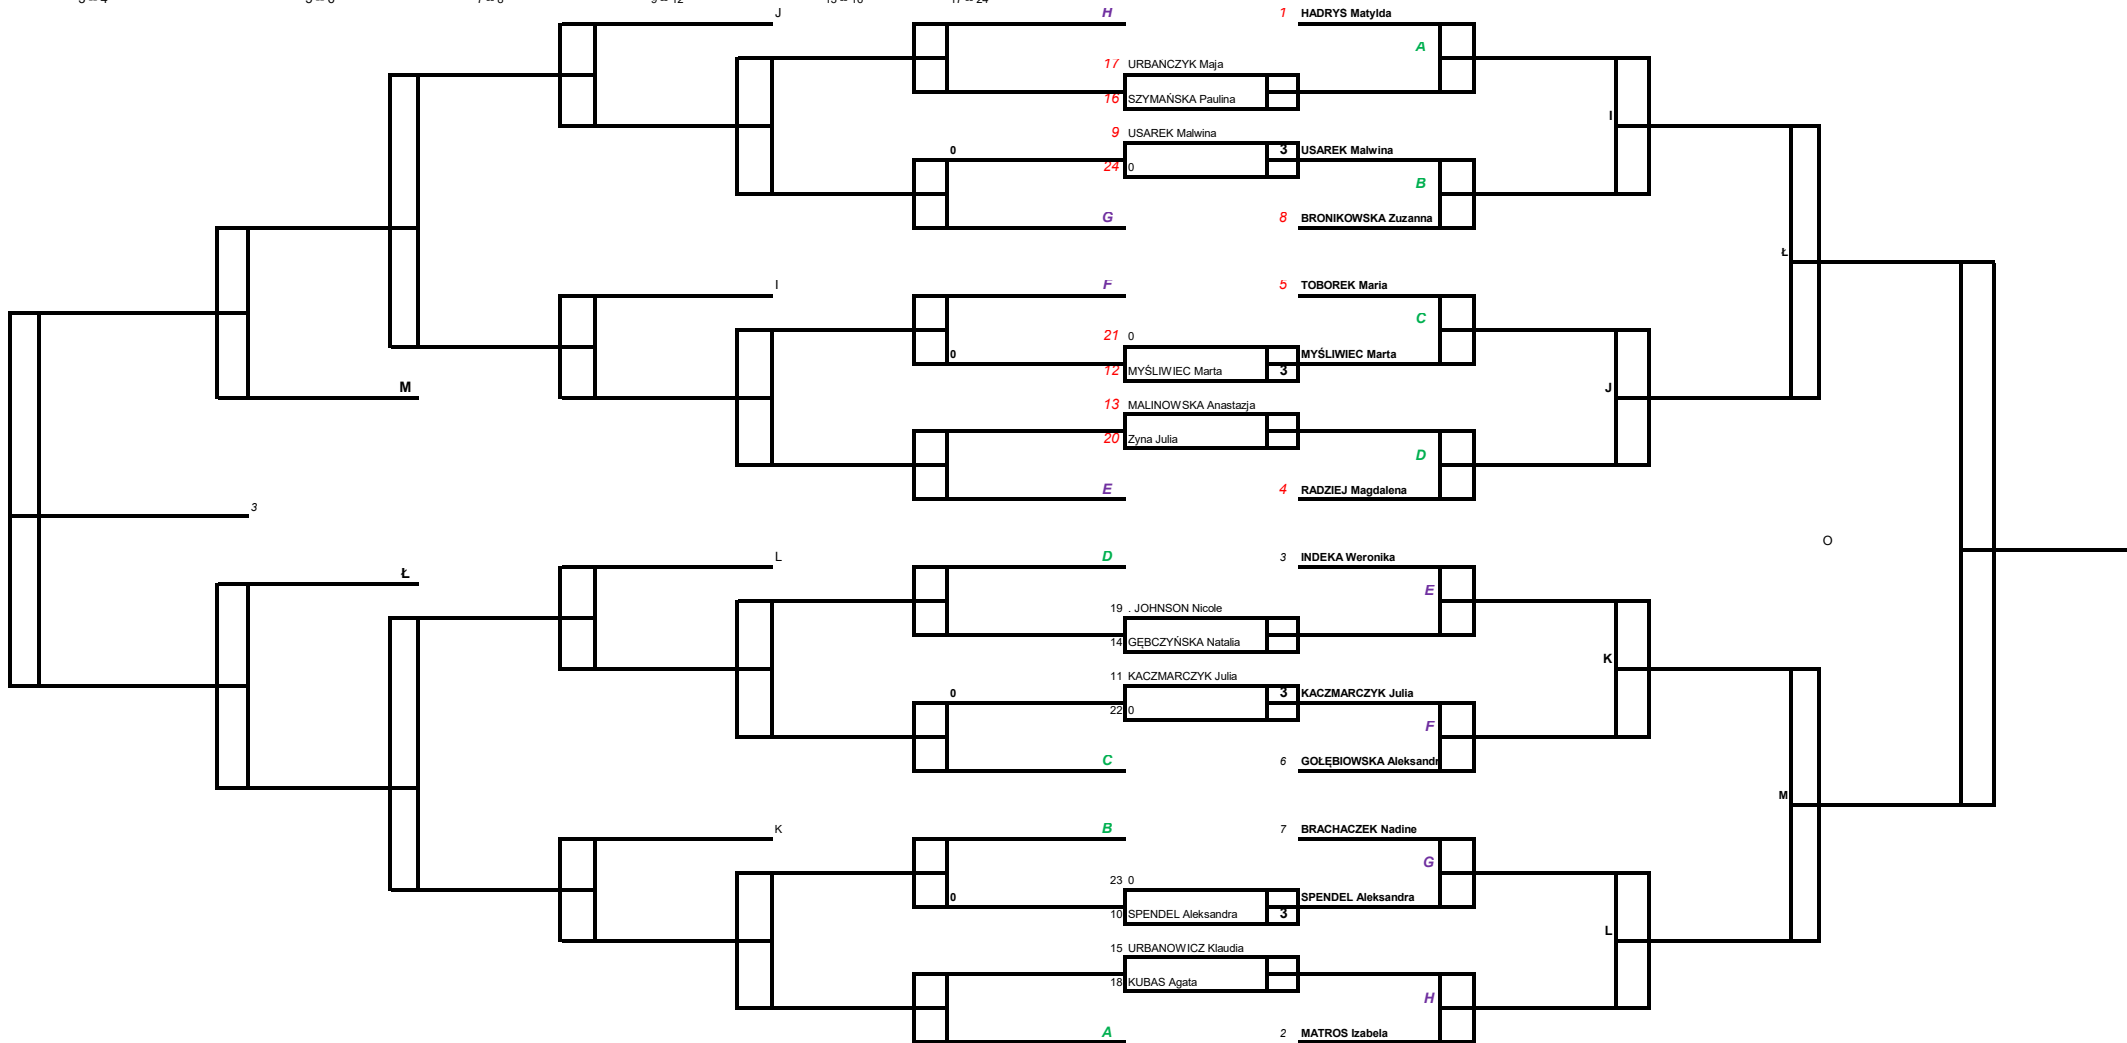 J H 1 HADRYS Matylda
A
17 URBAŃCZYK Maja
I
16 SZYMAŃSKA Paulina
9 USAREK Malwina
0 3 USAREK Malwina
24 0
B
G 8 BRONIKOWSKA Zuzanna
Ł
I F 5 TOBOREK Maria
C
21 0
0 MYŚLIWIEC Marta
12 MYŚLIWIEC Marta 3
M J
13 MALINOWSKA Anastazja
20 Zyna Julia
D
E 4 RADZIEJ Magdalena
3
O
L D 3 INDEKA Weronika
Ł E
19 . JOHNSON Nicole
14 GĘBCZYŃSKA Natalia
K
11 KACZMARCZYK Julia
0 3 KACZMARCZYK Julia
22 0
F
C 6 GOŁĘBIOWSKA Aleksandr
M
K B 7 BRACHACZEK Nadine
G
23 0
0 SPENDEL Aleksandra
10 SPENDEL Aleksandra 3
L
15 URBANOWICZ Klaudia
18 KUBAS Agata
H
A 2 MATROS Izabela